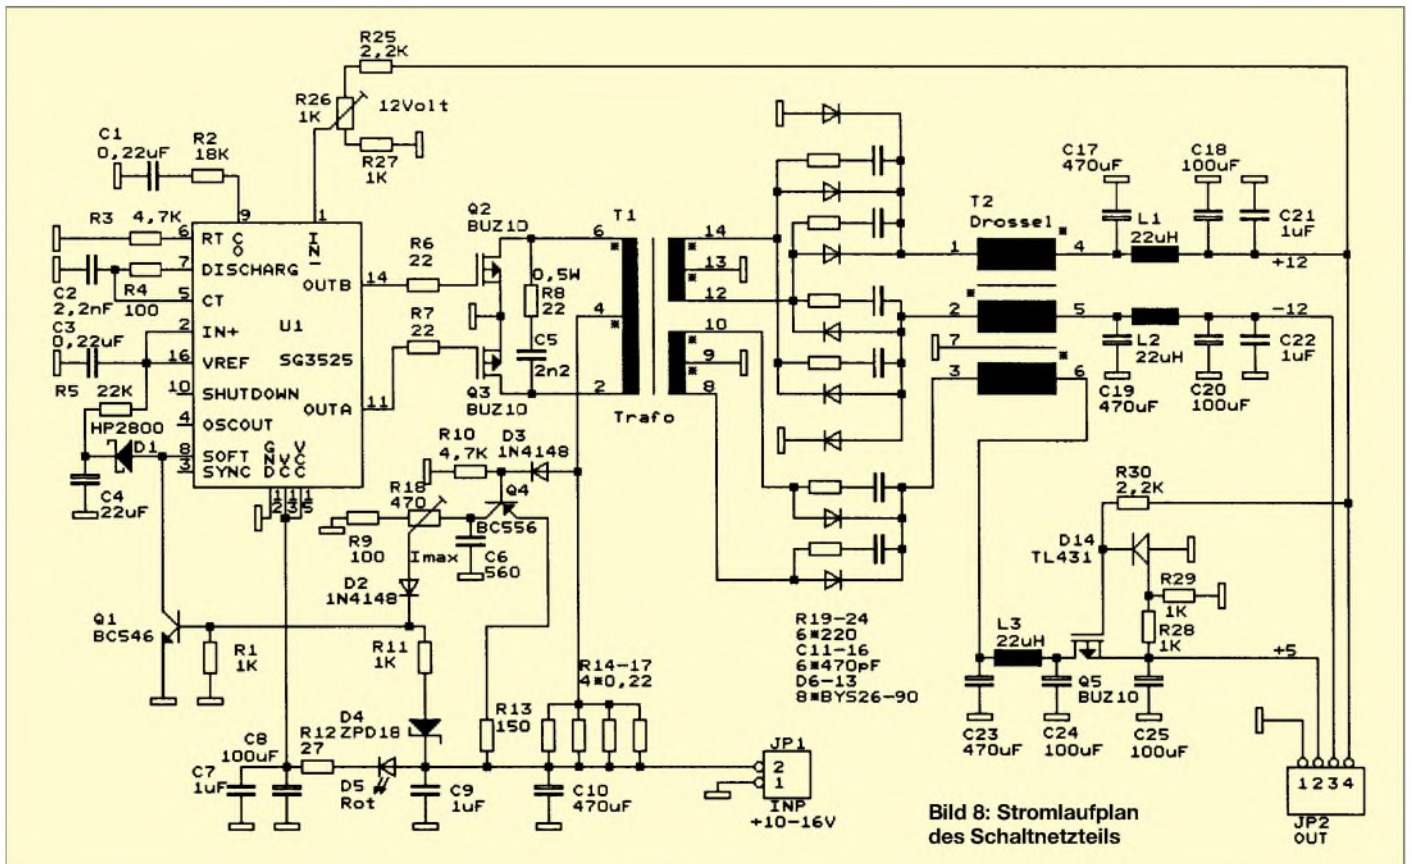 R25
2,2K
R26
1K
12Volt
R27
1K
C1
0,22uF
R2
18K
R3
4,7K
9
1
6
RT
C
O
IN-
7
DISCHARG
R4
100
5
CT
OUTB
14
C2
2,2nF
C3
0,22uF
2
IN+
U1
16
VREF
SG3525
R5
22K
10
SHUTDOWN
OUTA
11
4
OSCOUT
HP2800
D1
8
SOFT
3
SYNC
GND
VC
VCC
12
13
15
C4
22uF
R6
22
R7
22
Q2
BUZ10
Q3
BUZ10
0,5W
R8
22
C5
2n2
T1
6
4
2
Trafo
14
13
12
10
9
8
R10
4,7K
D3
1N4148
R18
470
Q4
BC556
R9
100
Imax
C6
560
D2
1N4148
Q1
BC546
R1
1K
R11
1K
R14-17
4*0,22
R13
150
D4
ZPD18
R12
27
C8
100uF
C7
1uF
D5
Rot
C9
1uF
C10
470uF
JP1
2
1
INP
+10-16V
R19-24
6*220
C11-16
6*470pF
D6-13
8*BYS26-90
T2
Drossel
1
4
2
5
7
3
6
C17
470uF
C18
100uF
L1
22uH
C21
1uF
+12
-12
L2
22uH
C19
470uF
C20
100uF
C22
1uF
R30
2,2K
D14
TL431
R29
1K
R28
1K
L3
22uH
+5
Q5
BUZ10
C23
470uF
C24
100uF
C25
100uF
1234
JP2
OUT
Bild 8: Stromlaufplan
des Schaltnetzteils